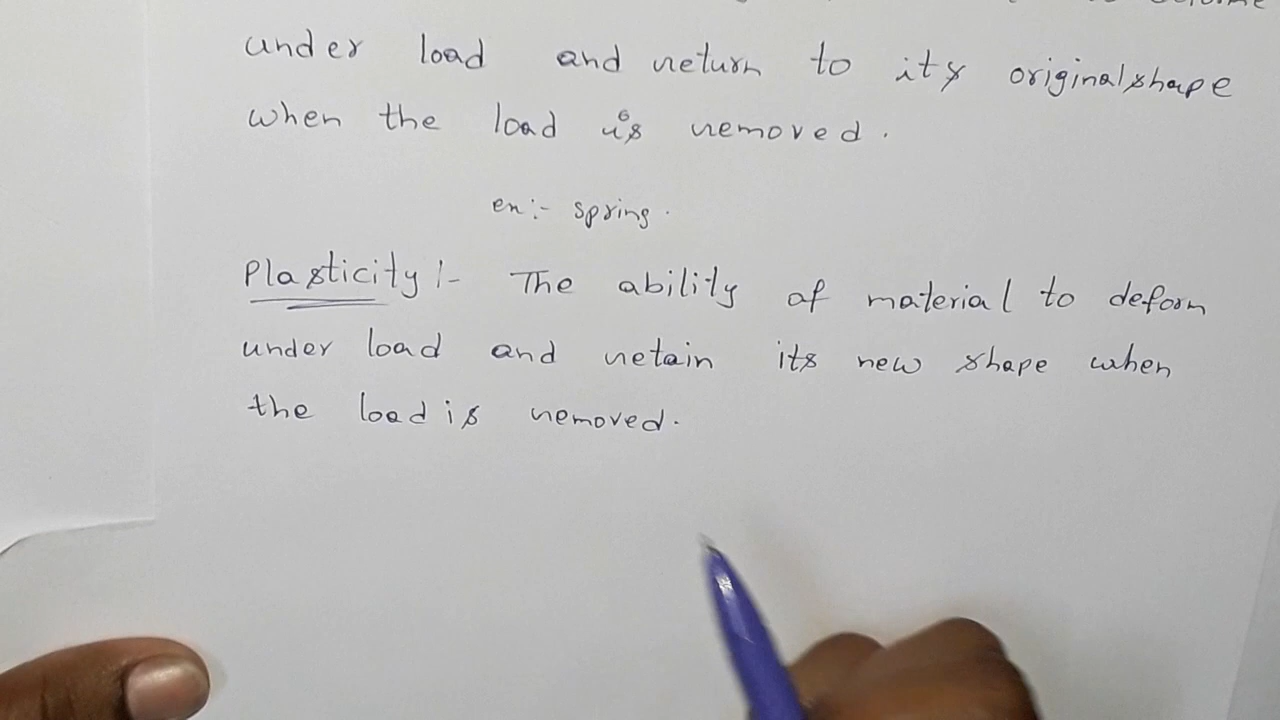 under load and return to its original shape
when the load is removed.
ex:- spring.
Plasticity :- The ability of material to deform
under load and retain its new shape when
the load is removed.